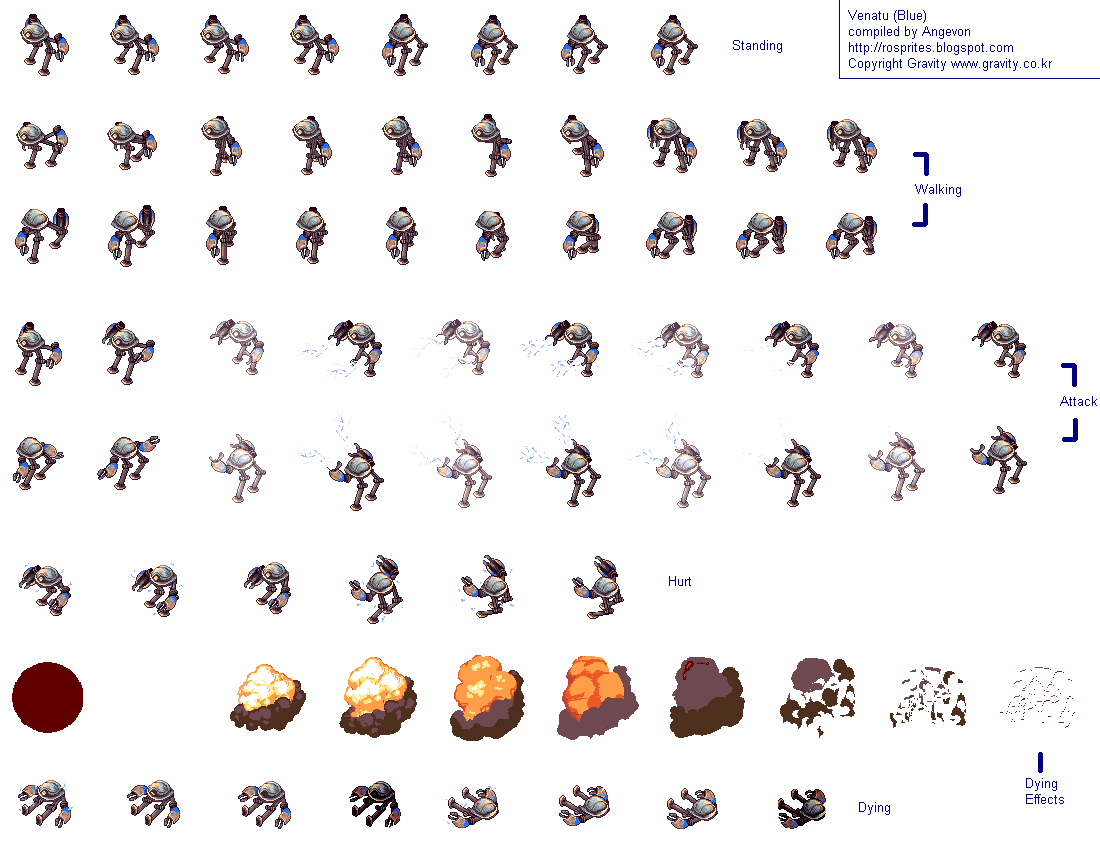 Venatu (Blue)
compiled by Angevon
http://rosprites.blogspot.com
Copyright Gravity www.gravity.co.kr
Standing
Walking
Attack
Hurt
Dying
Effects
Dying